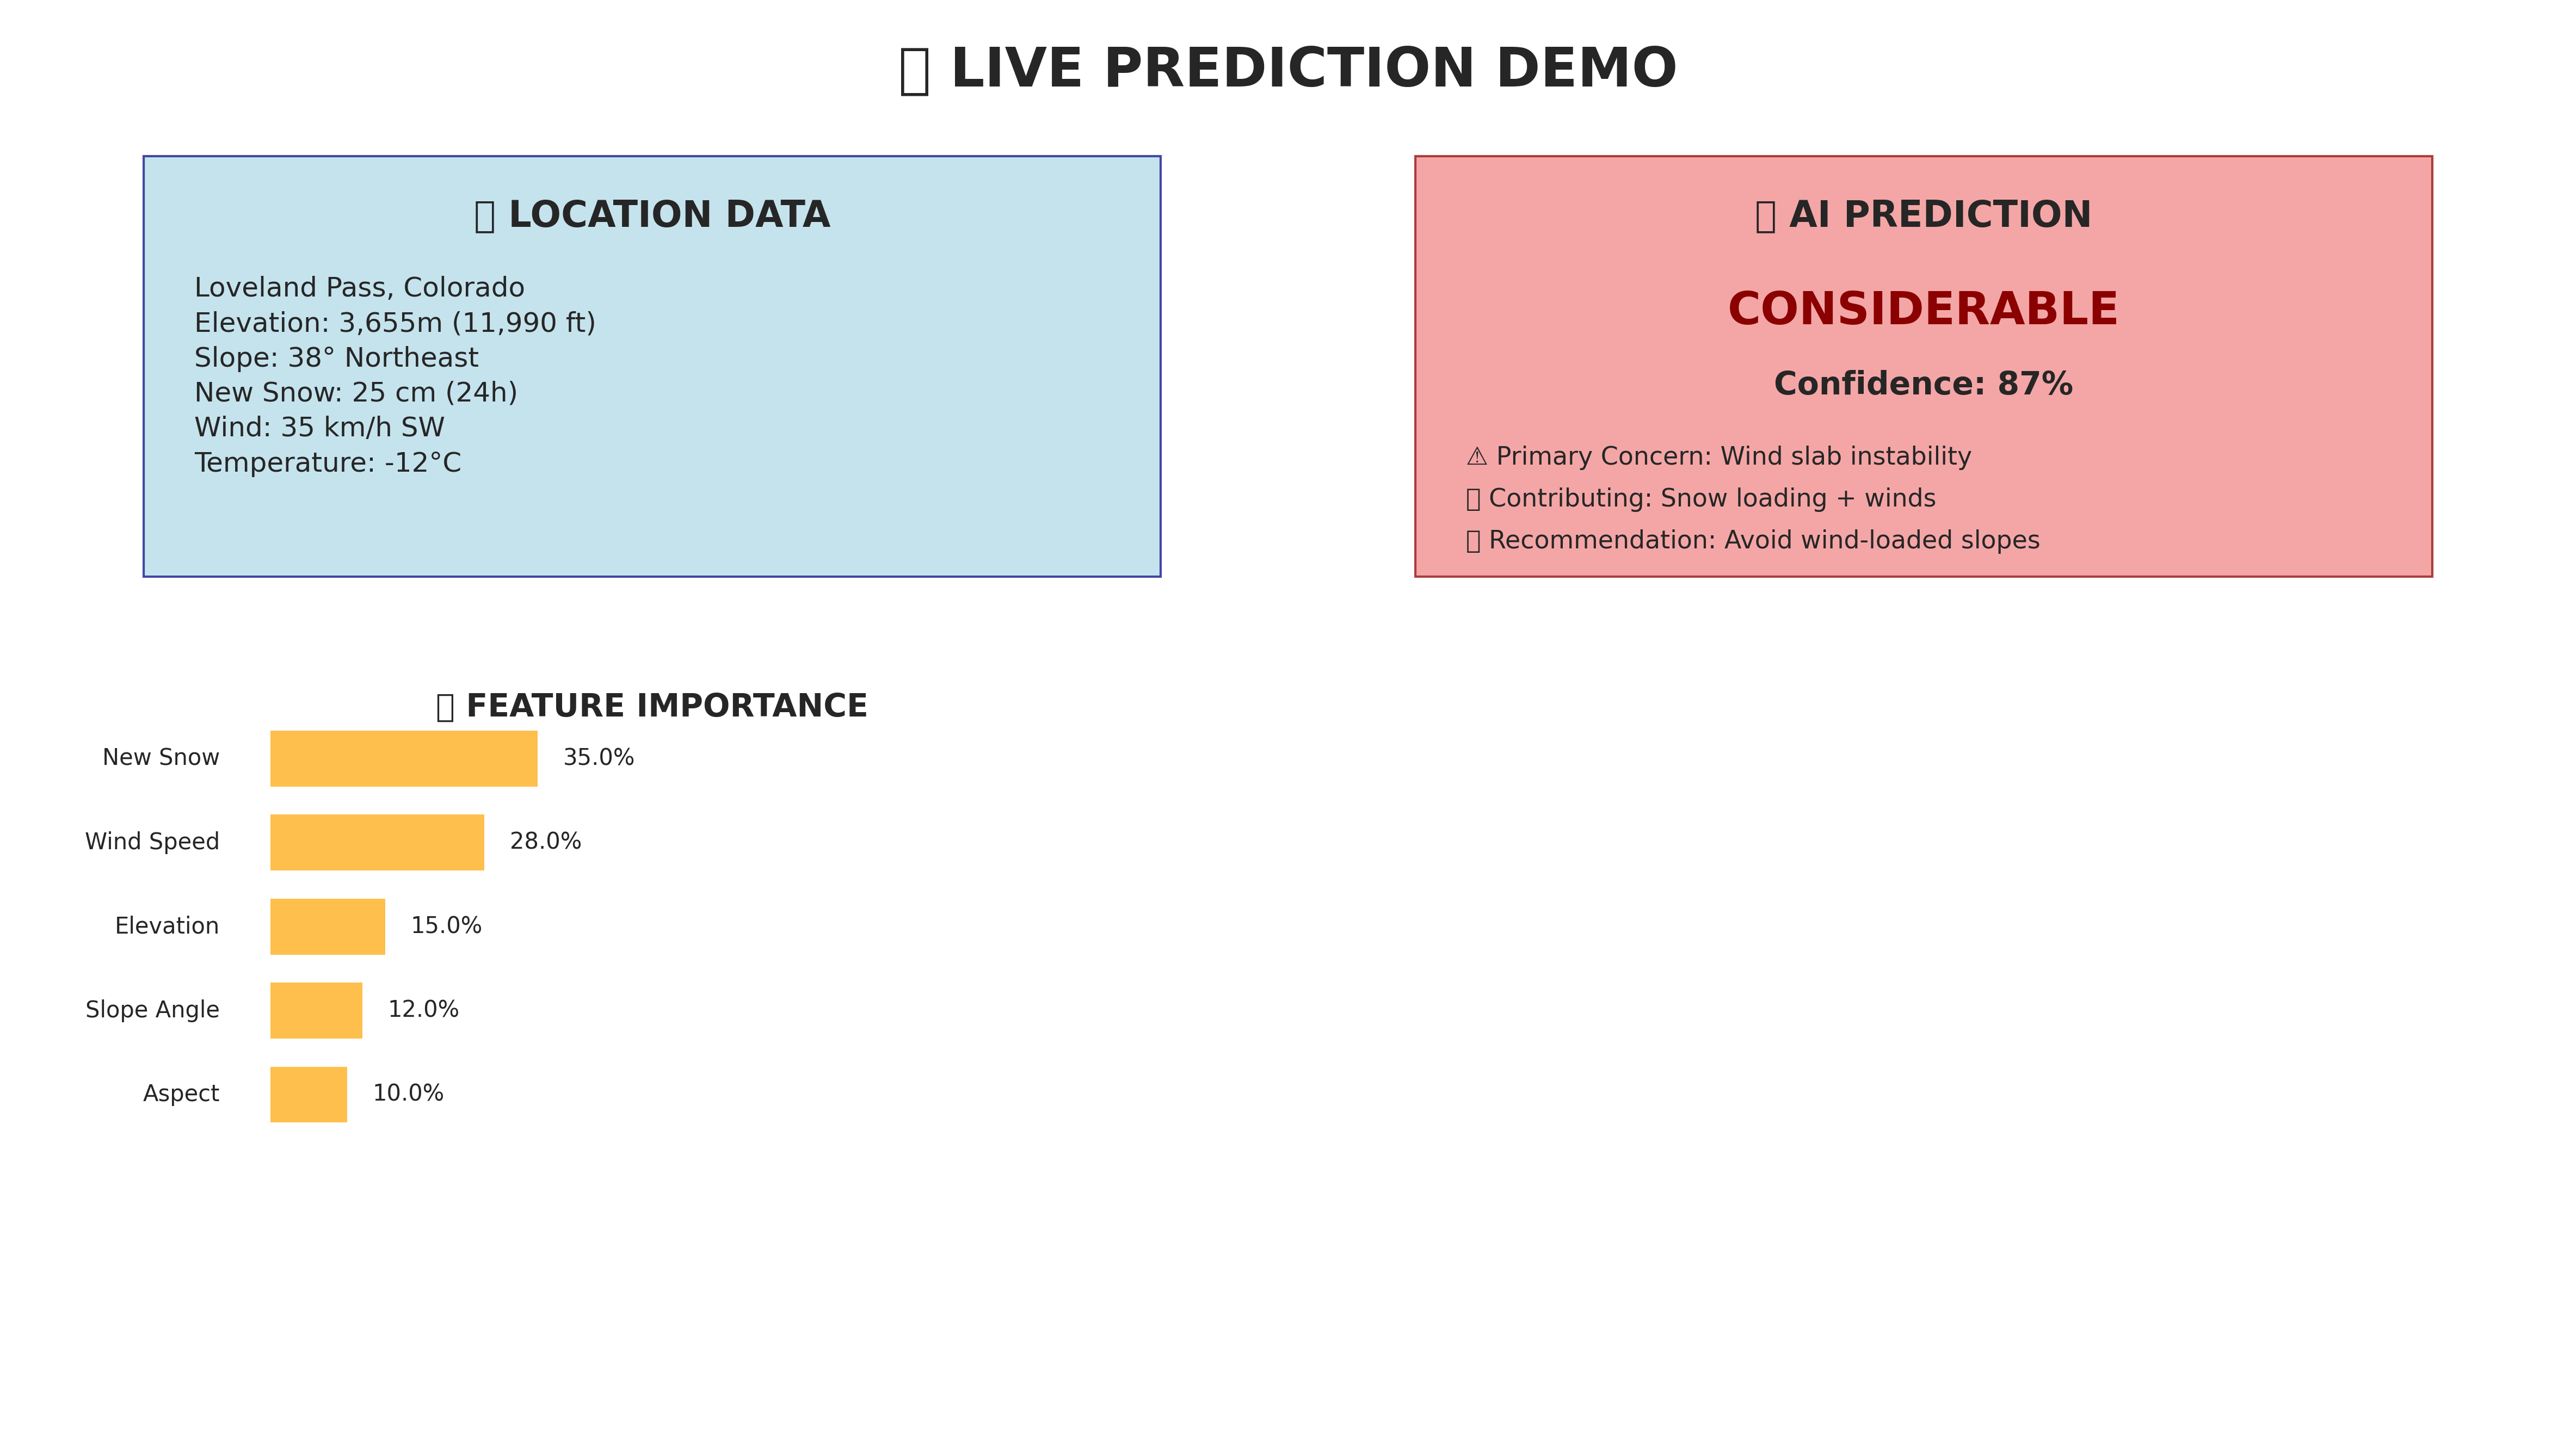 LIVE PREDICTION DEMO
LOCATION DATA
Loveland Pass, Colorado
Elevation: 3,655m (11,990 ft)
Slope: 38° Northeast
New Snow: 25 cm (24h)
Wind: 35 km/h SW
Temperature: -12°C
AI PREDICTION
CONSIDERABLE
Confidence: 87%
⚠ Primary Concern: Wind slab instability
Contributing: Snow loading + winds
Recommendation: Avoid wind-loaded slopes
FEATURE IMPORTANCE
New Snow 35.0%
Wind Speed 28.0%
Elevation 15.0%
Slope Angle 12.0%
Aspect 10.0%